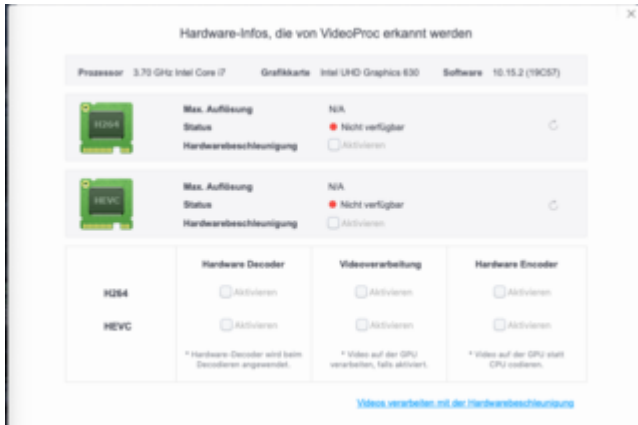 Hardware-Infos, die von VideoProc erkannt werden
Prozessor 3.70 GHz Intel Core i7 Grafikkarte Intel UHD Graphics 630 Software 10.15.2 (19C57)
H264
Max. Auflösung N/A
Status Nicht verfügbar
Hardwarebeschleunigung Aktivieren
HEVC
Max. Auflösung N/A
Status Nicht verfügbar
Hardwarebeschleunigung Aktivieren
Hardware Decoder Videoverarbeitung Hardware Encoder
H264 Aktivieren Aktivieren Aktivieren
HEVC Aktivieren Aktivieren Aktivieren
* Hardware-Decoder wird beim Decodieren angewendet.
* Video auf der GPU verarbeiten, falls aktiviert.
* Video auf der GPU statt CPU codieren.
Videos verarbeiten mit der Hardwarebeschleunigung